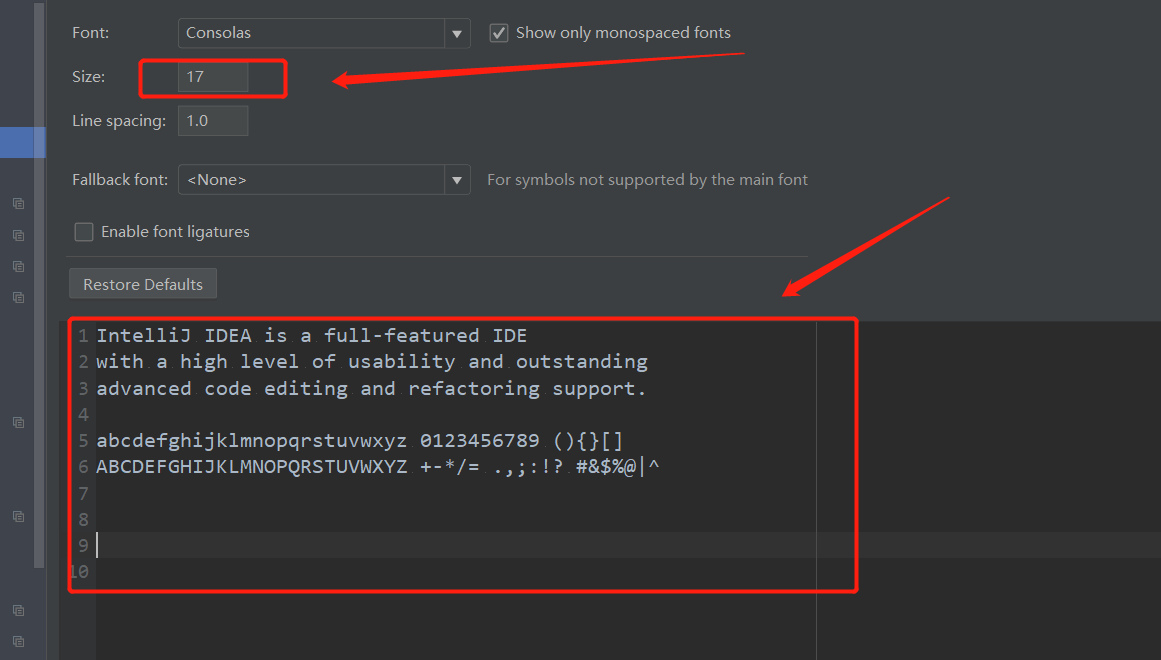 Font: Consolas Show only monospaced fonts
Size: 17
Line spacing: 1.0
Fallback font: <None> For symbols not supported by the main font
Enable font ligatures
Restore Defaults
1 IntelliJ IDEA is a full-featured IDE
2 with a high level of usability and outstanding
3 advanced code editing and refactoring support.
4
5 abcdefghijklmnopqrstuvwxyz 0123456789 (){}[]
6 ABCDEFGHIJKLMNOPQRSTUVWXYZ +-*/= .,;:!? #&$%@|^
7
8
9
10